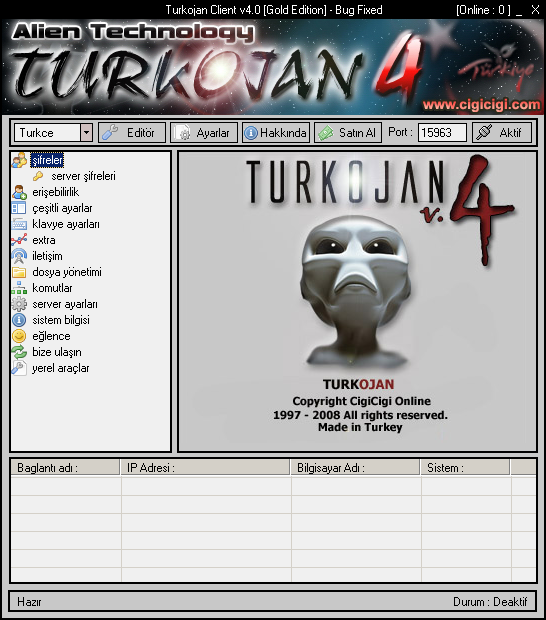 Turkojan Client v4.0 [Gold Edition] - Bug Fixed [Online : 0 ] _ X
Alien Technology
TURKOJAN 4
Türkiye
www.cigicigi.com
Turkce Editör Ayarlar Hakkında Satın Al Port : 15963 Aktif
şifreler
server şifreleri
erişebilirlik
çeşitli ayarlar
klavye ayarları
extra
iletişim
dosya yönetimi
komutlar
server ayarları
sistem bilgisi
eğlence
bize ulaşın
yerel araçlar
TURKOJAN
v.4
TURKOJAN
Copyright CigiCigi Online
1997 - 2008 All rights reserved.
Made in Turkey
Baglantı adı : IP Adresi : Bilgisayar Adı : Sistem :
Hazır Durum : Deaktif